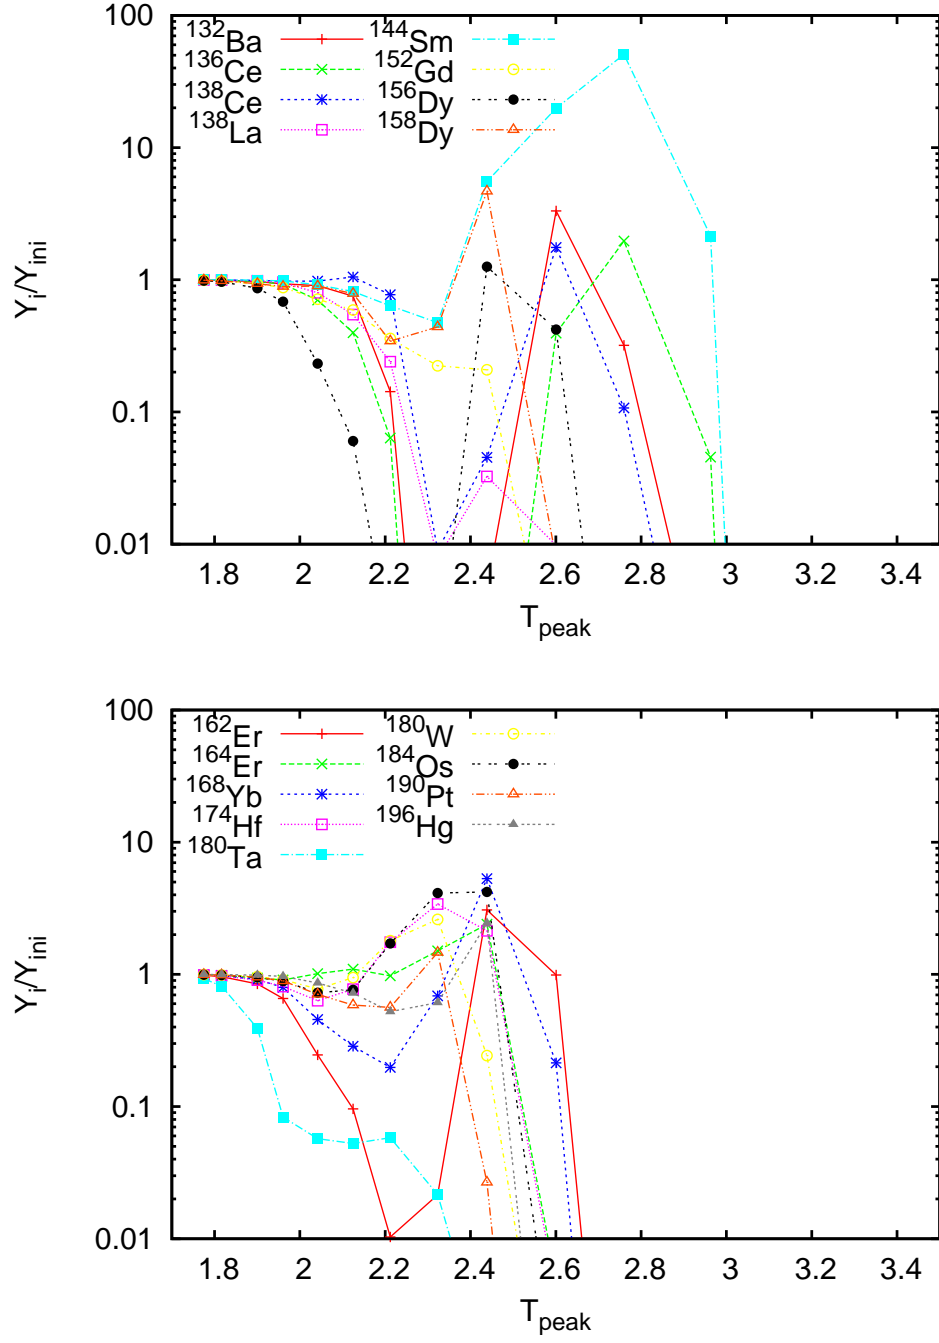 100
10
1
0.1
0.01
Y_i/Y_ini
¹³²Ba
¹³⁶Ce
¹³⁸Ce
¹³⁸La
¹⁴⁴Sm
¹⁵²Gd
¹⁵⁶Dy
¹⁵⁸Dy
1.8 2 2.2 2.4 2.6 2.8 3 3.2 3.4
T_peak
100
10
1
0.1
0.01
Y_i/Y_ini
¹⁶²Er
¹⁶⁴Er
¹⁶⁸Yb
¹⁷⁴Hf
¹⁸⁰Ta
¹⁸⁰W
¹⁸⁴Os
¹⁹⁰Pt
¹⁹⁶Hg
1.8 2 2.2 2.4 2.6 2.8 3 3.2 3.4
T_peak